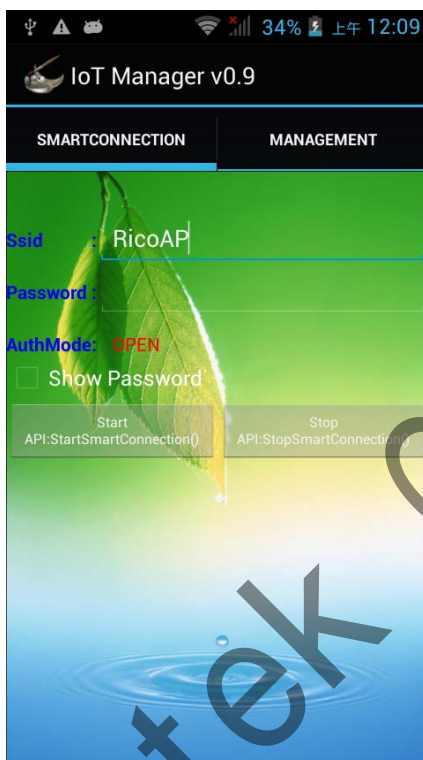 34% 上午 12:09
IoT Manager v0.9
SMARTCONNECTION MANAGEMENT
Ssid : RicoAP
Password :
AuthMode: OPEN
Show Password
Start Stop
API:StartSmartConnection() API:StopSmartConnection()
tek